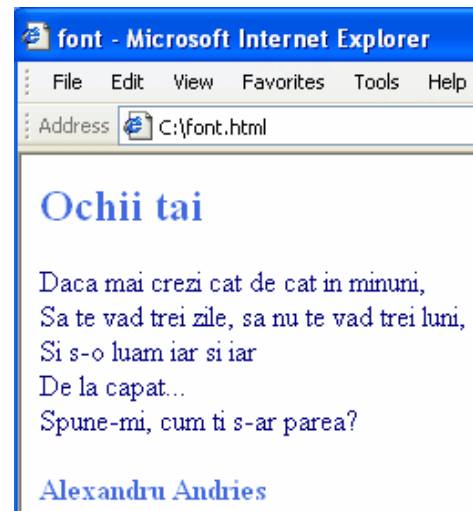 font - Microsoft Internet Explorer
File Edit View Favorites Tools Help
Address C:\font.html
Ochii tai
Daca mai crezi cat de cat in minuni,
Sa te vad trei zile, sa nu te vad trei luni,
Si s-o luam iar si iar
De la capat...
Spune-mi, cum ti s-ar parea?
Alexandru Andries